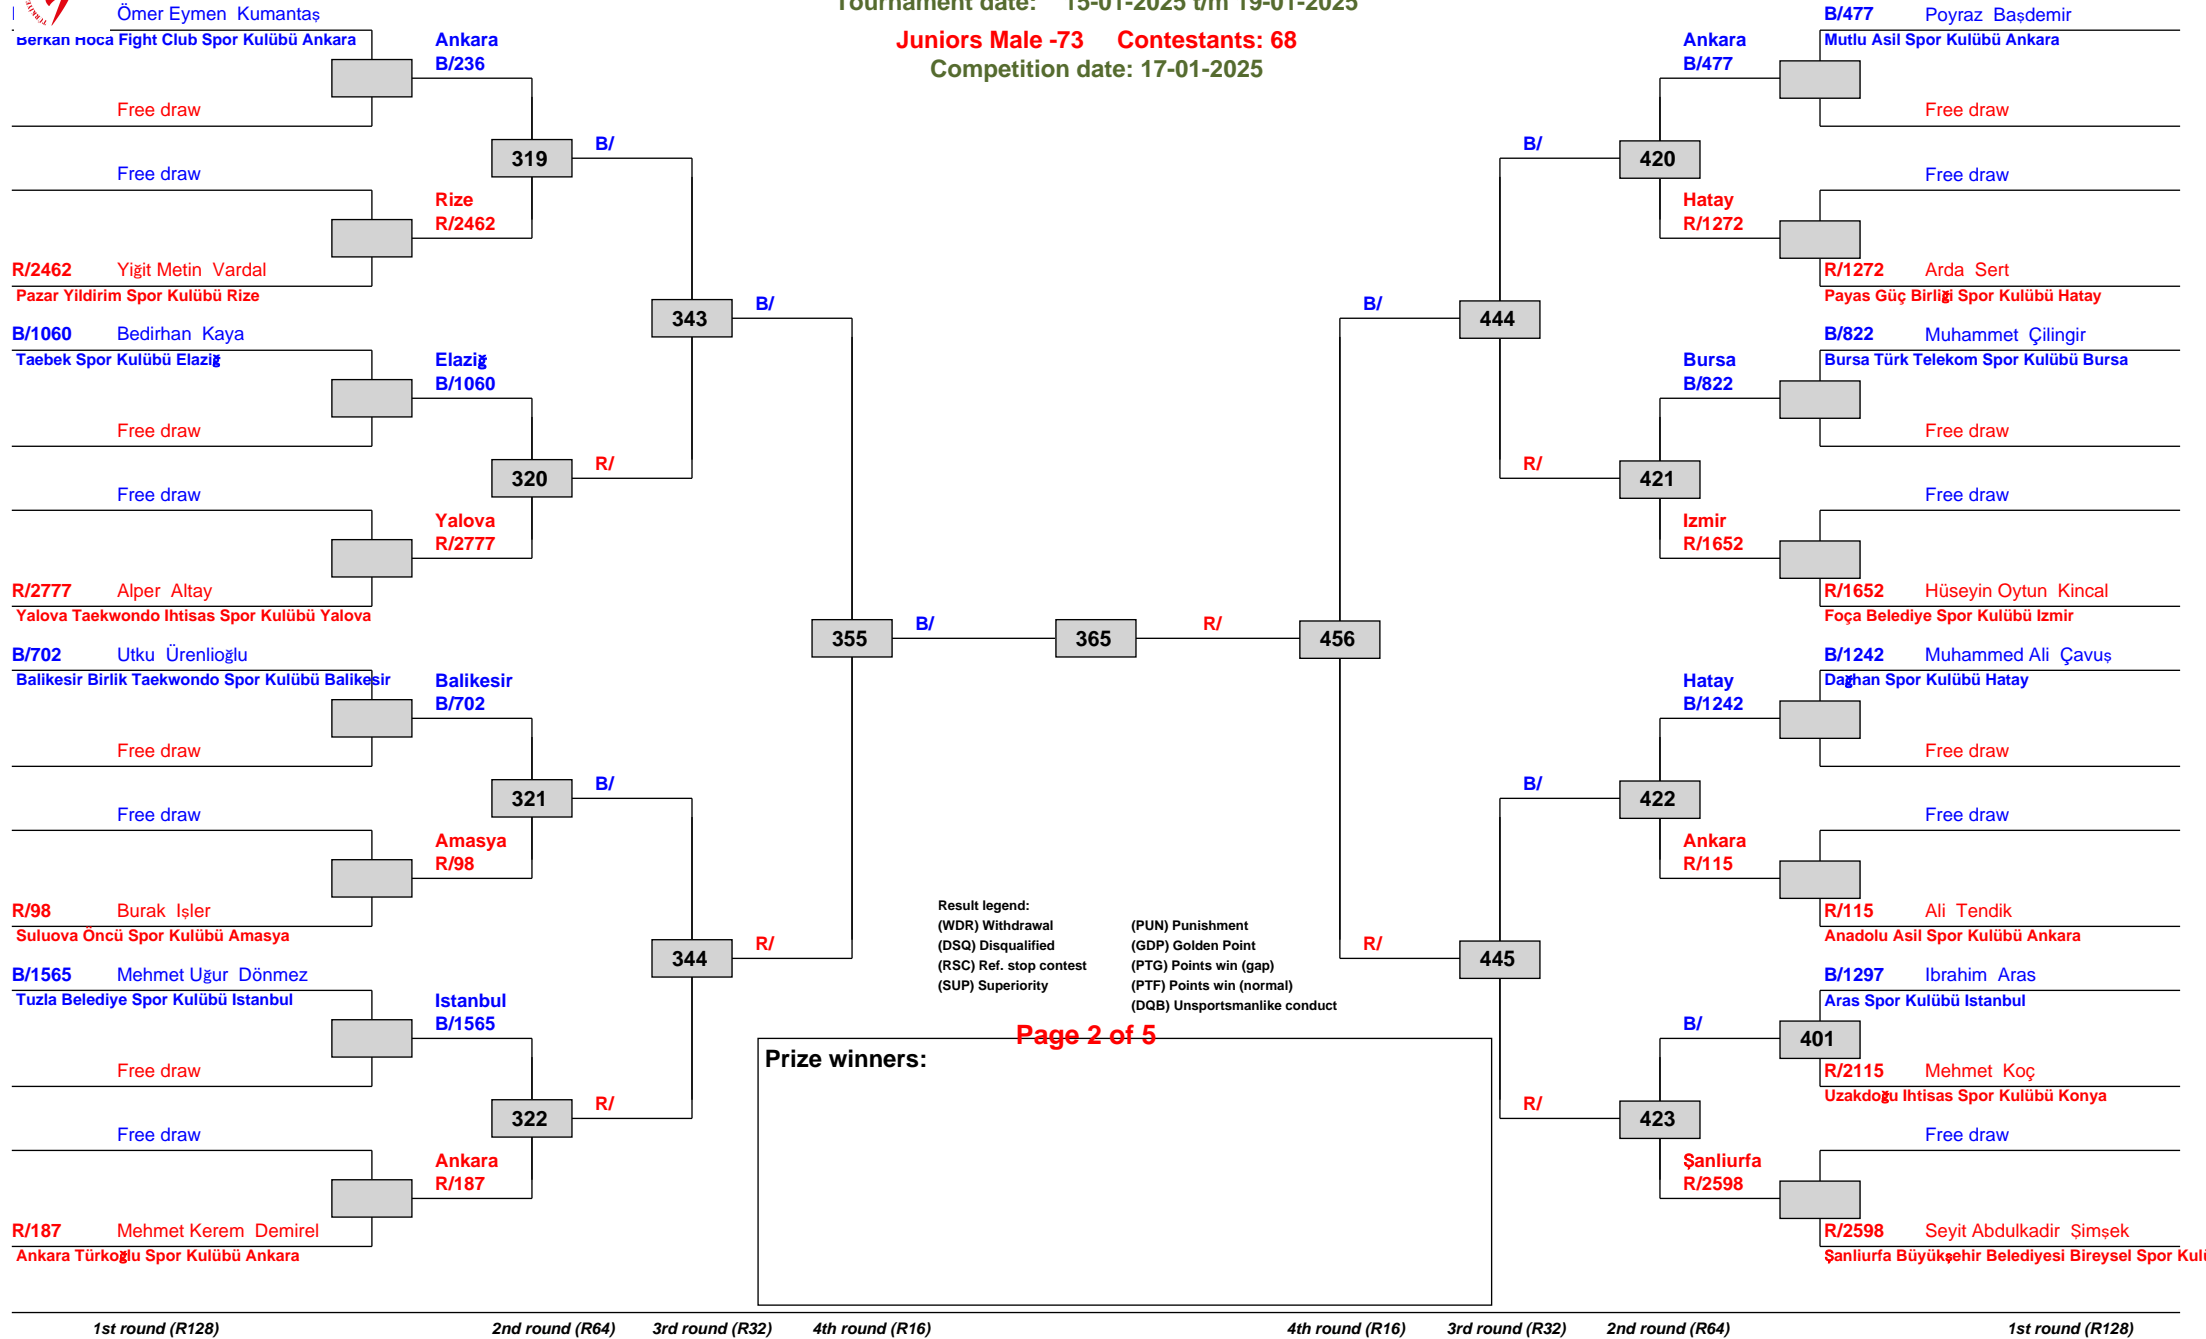 Tournament date: 15-01-2025 t/m 19-01-2025
Juniors Male -73 Contestants: 68
Competition date: 17-01-2025
Ömer Eymen Kumantaş
Berkan Hoca Fight Club Spor Kulübü Ankara
Free draw
Free draw
R/2462 Yiğit Metin Vardal
Pazar Yildirim Spor Kulübü Rize
B/1060 Bedirhan Kaya
Taebek Spor Kulübü Elaziğ
Free draw
Free draw
R/2777 Alper Altay
Yalova Taekwondo Ihtisas Spor Kulübü Yalova
B/702 Utku Ürenlioğlu
Balikesir Birlik Taekwondo Spor Kulübü Balikesir
Free draw
Free draw
R/98 Burak Işler
Suluova Öncü Spor Kulübü Amasya
B/1565 Mehmet Uğur Dönmez
Tuzla Belediye Spor Kulübü Istanbul
Free draw
Free draw
R/187 Mehmet Kerem Demirel
Ankara Türkoğlu Spor Kulübü Ankara
Ankara
B/236
Rize
R/2462
Elaziğ
B/1060
Yalova
R/2777
Balikesir
B/702
Amasya
R/98
Istanbul
B/1565
Ankara
R/187
319
320
321
322
B/
R/
B/
R/
343
344
B/
R/
355
B/
365
R/
456
B/
R/
444
445
B/
R/
B/
R/
420
421
422
423
Ankara
B/477
Hatay
R/1272
Bursa
B/822
Izmir
R/1652
Hatay
B/1242
Ankara
R/115
B/
401
Şanliurfa
R/2598
B/477 Poyraz Başdemir
Mutlu Asil Spor Kulübü Ankara
Free draw
Free draw
R/1272 Arda Sert
Payas Güç Birliği Spor Kulübü Hatay
B/822 Muhammet Çilingir
Bursa Türk Telekom Spor Kulübü Bursa
Free draw
Free draw
R/1652 Hüseyin Oytun Kincal
Foça Belediye Spor Kulübü Izmir
B/1242 Muhammed Ali Çavuş
Dağhan Spor Kulübü Hatay
Free draw
Free draw
R/115 Ali Tendik
Anadolu Asil Spor Kulübü Ankara
B/1297 Ibrahim Aras
Aras Spor Kulübü Istanbul
R/2115 Mehmet Koç
Uzakdoğu Ihtisas Spor Kulübü Konya
Free draw
R/2598 Seyit Abdulkadir Şimşek
Şanliurfa Büyükşehir Belediyesi Bireysel Spor Kulü
Result legend:
(WDR) Withdrawal (PUN) Punishment
(DSQ) Disqualified (GDP) Golden Point
(RSC) Ref. stop contest (PTG) Points win (gap)
(SUP) Superiority (PTF) Points win (normal)
(DQB) Unsportsmanlike conduct
Page 2 of 5
Prize winners:
1st round (R128) 2nd round (R64) 3rd round (R32) 4th round (R16) 4th round (R16) 3rd round (R32) 2nd round (R64) 1st round (R128)